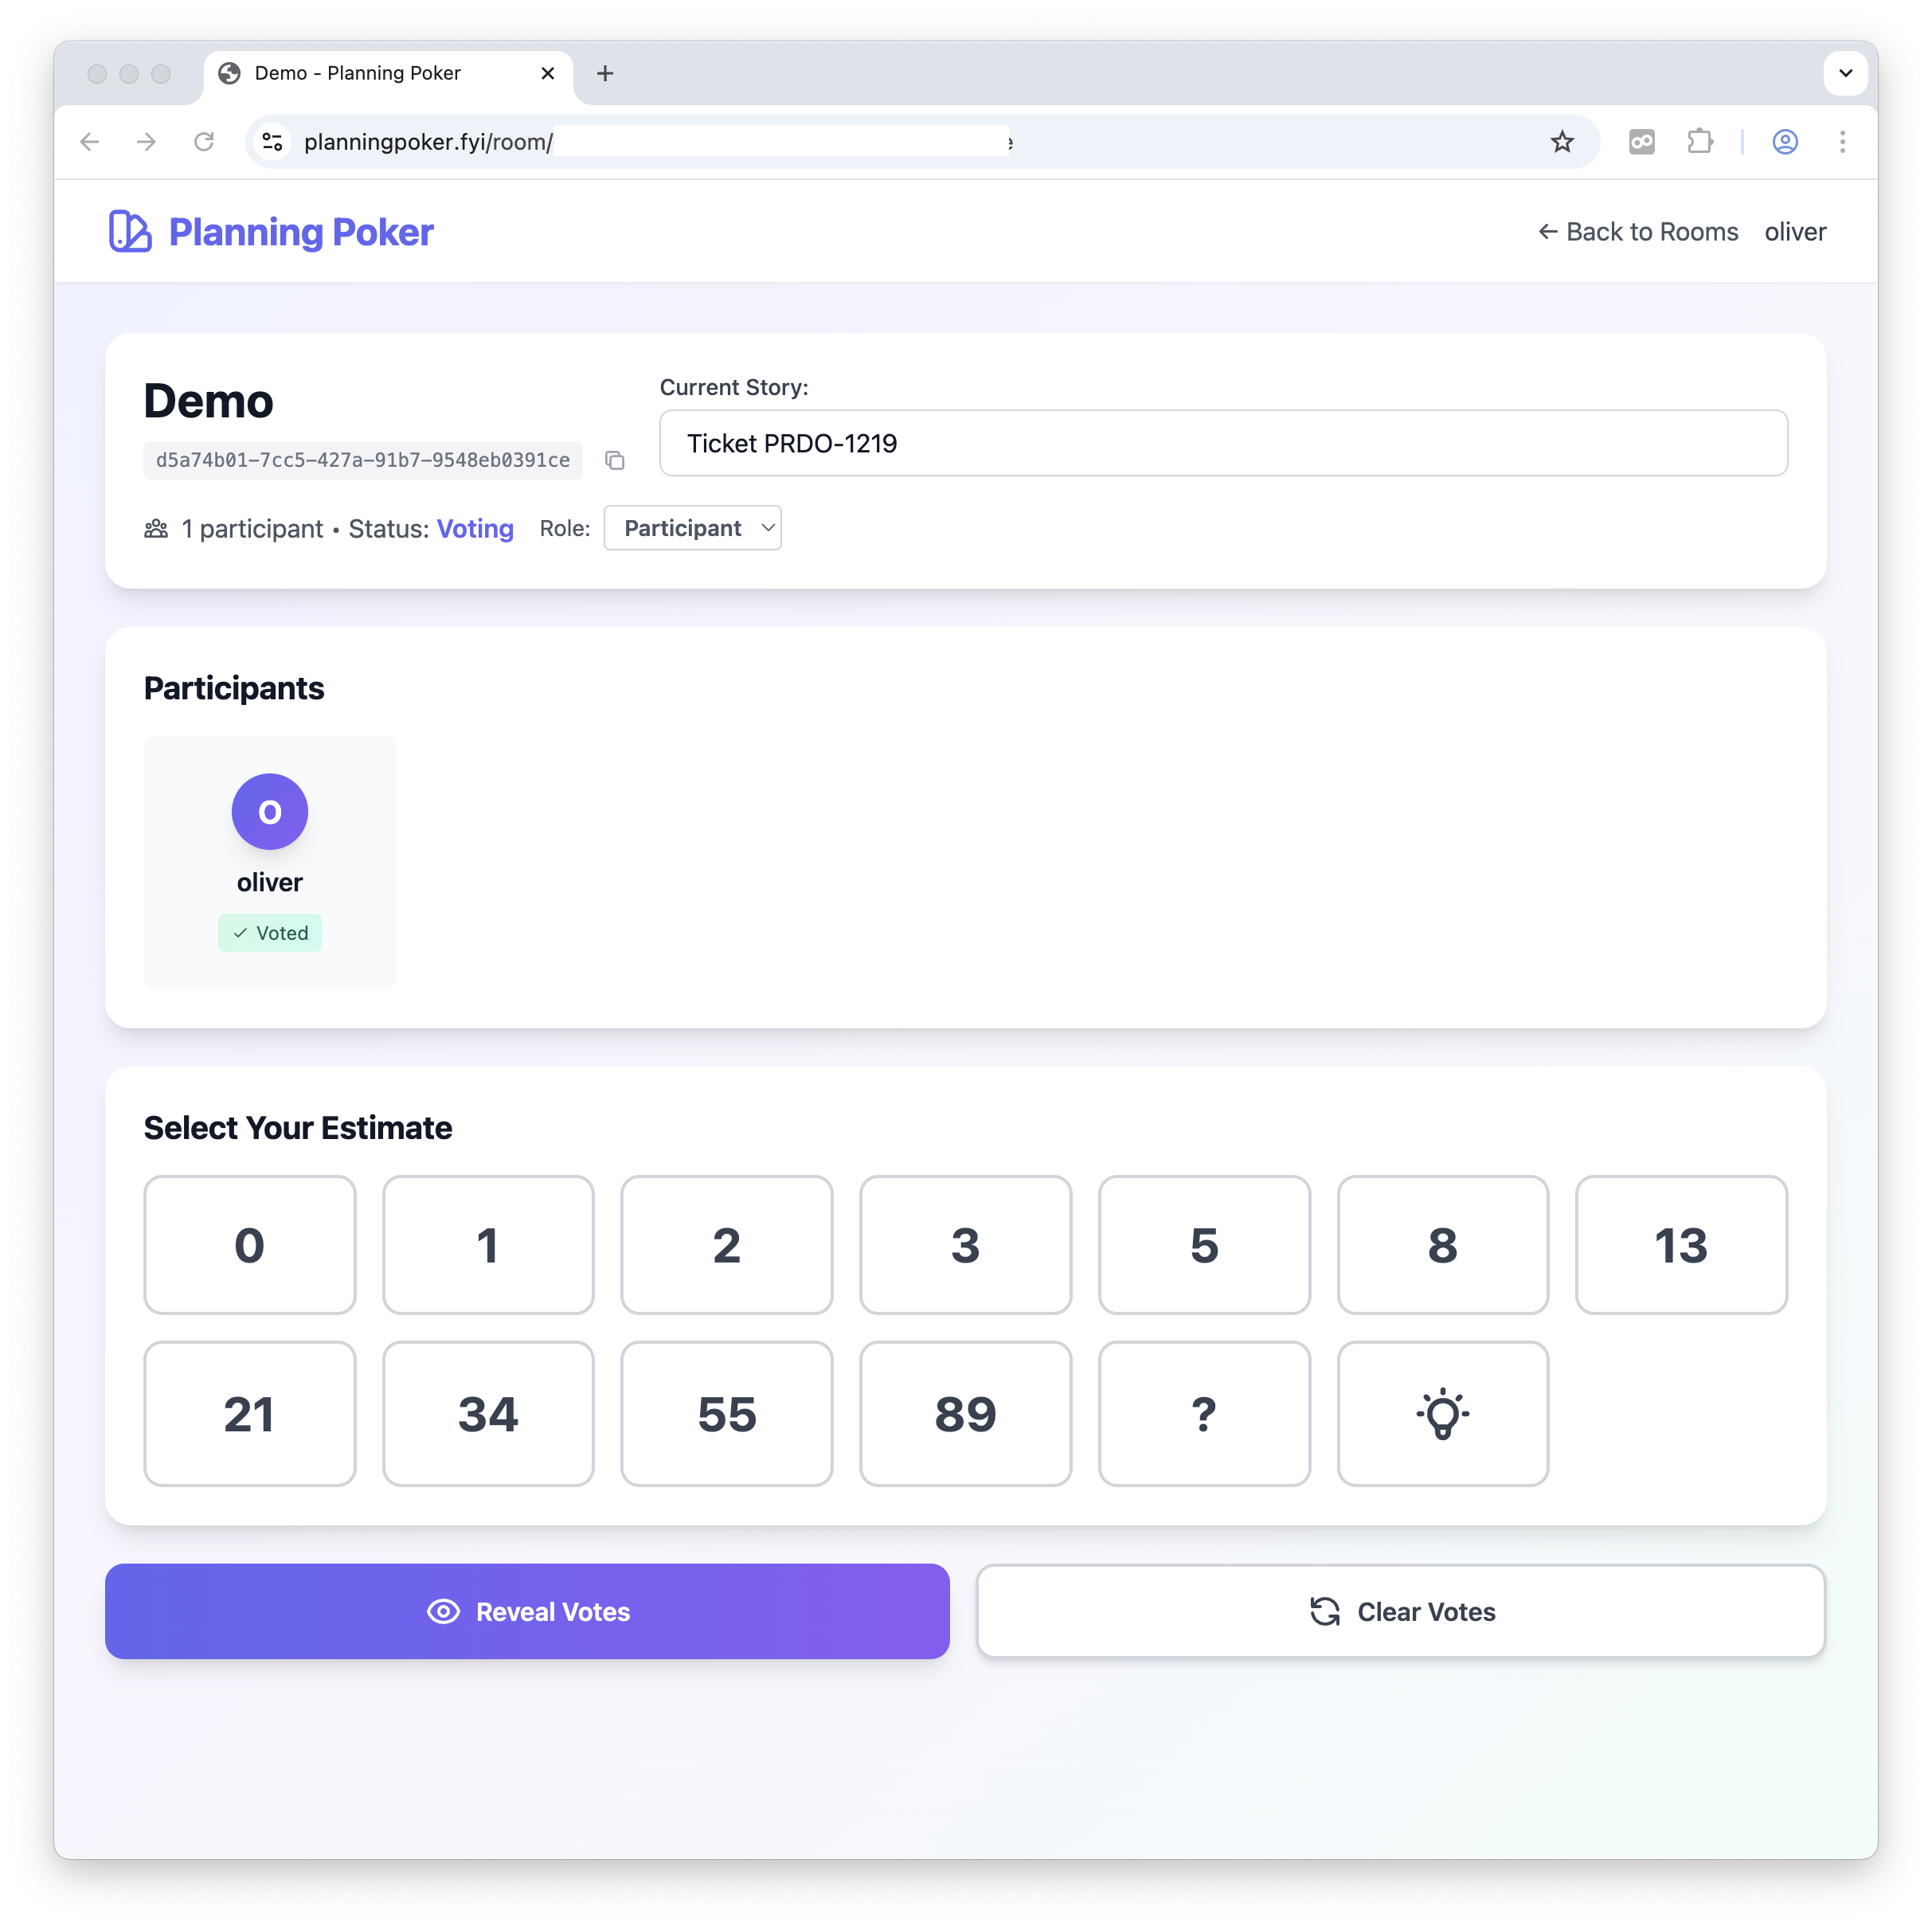 Demo - Planning Poker
planningpoker.fyi/room/
Planning Poker
← Back to Rooms oliver
Demo
d5a74b01-7cc5-427a-91b7-9548eb0391ce
Current Story:
Ticket PRDO-1219
1 participant • Status: Voting Role: Participant
Participants
O
oliver
✓ Voted
Select Your Estimate
0 1 2 3 5 8 13
21 34 55 89 ?
Reveal Votes Clear Votes